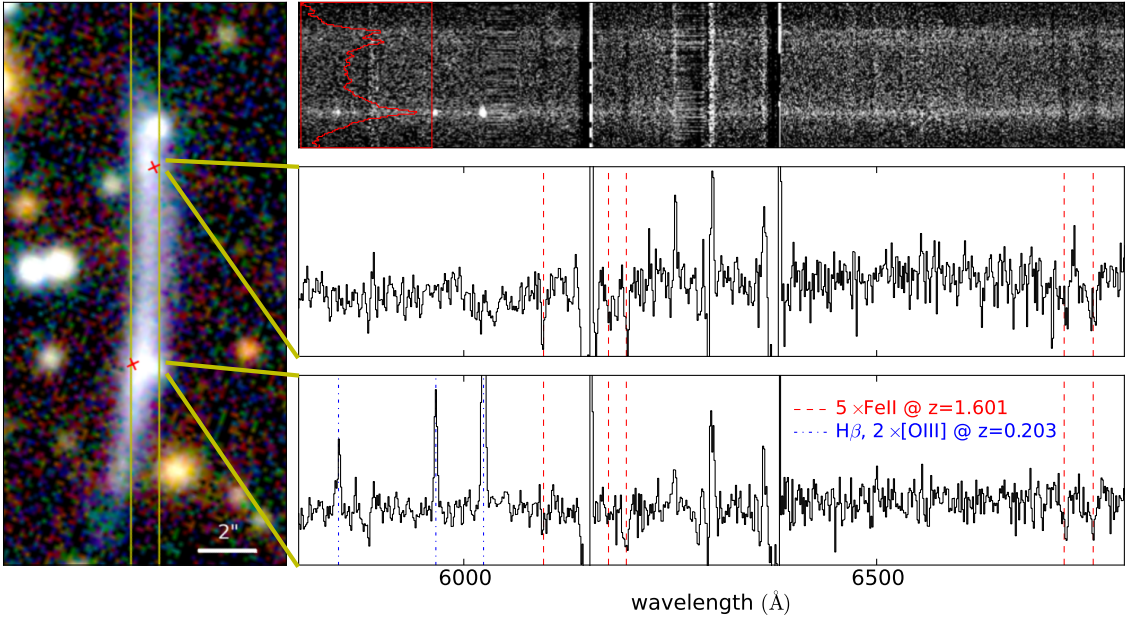 2"
5×FeII @ z=1.601
Hβ, 2×[OIII] @ z=0.203
6000
6500
wavelength (Å)